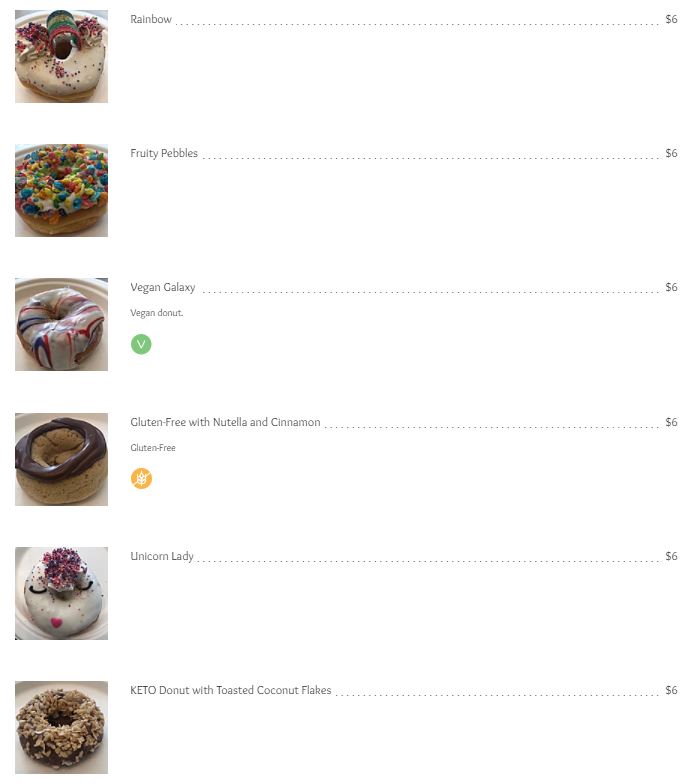 Rainbow $6
Fruity Pebbles $6
Vegan Galaxy $6
Vegan donut.
V
Gluten-Free with Nutella and Cinnamon $6
Gluten-Free
Unicorn Lady $6
KETO Donut with Toasted Coconut Flakes $6